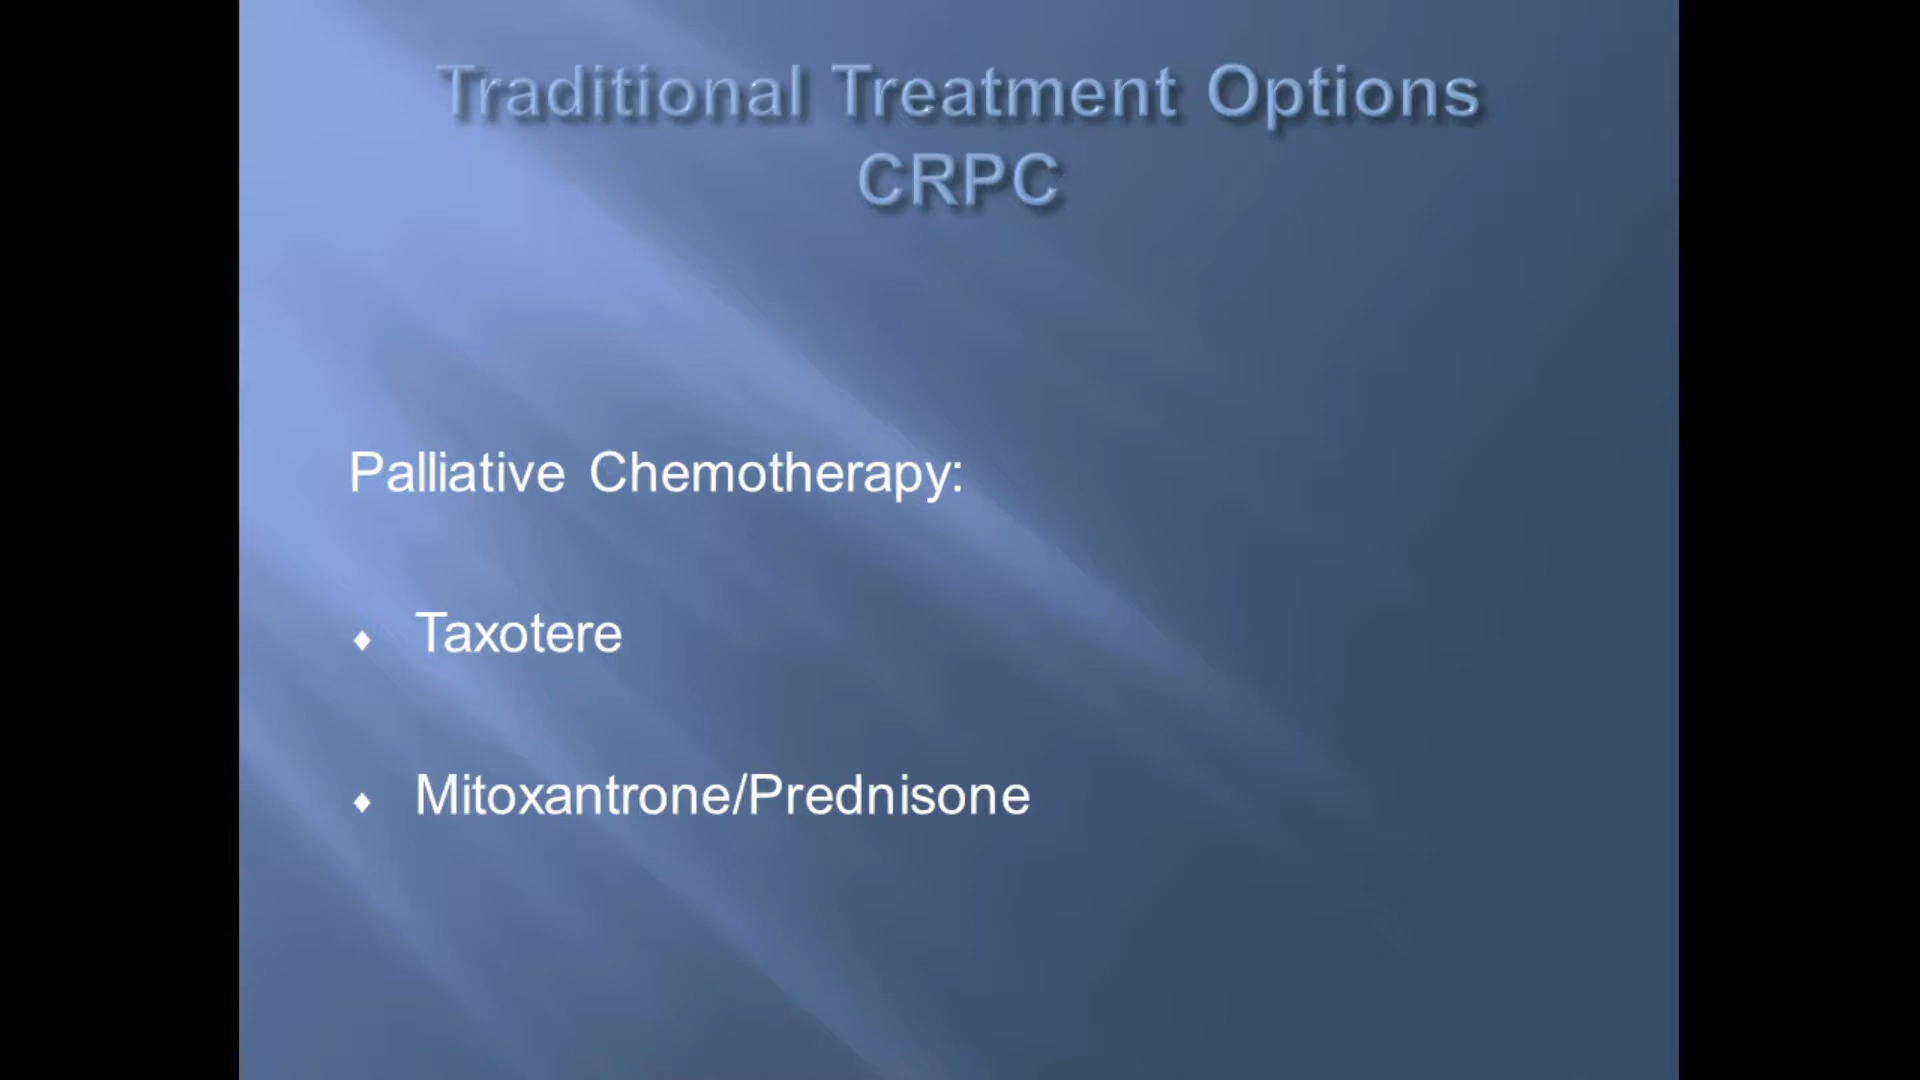 Traditional Treatment Options
CRPC
Palliative Chemotherapy:
♦ Taxotere
♦ Mitoxantrone/Prednisone